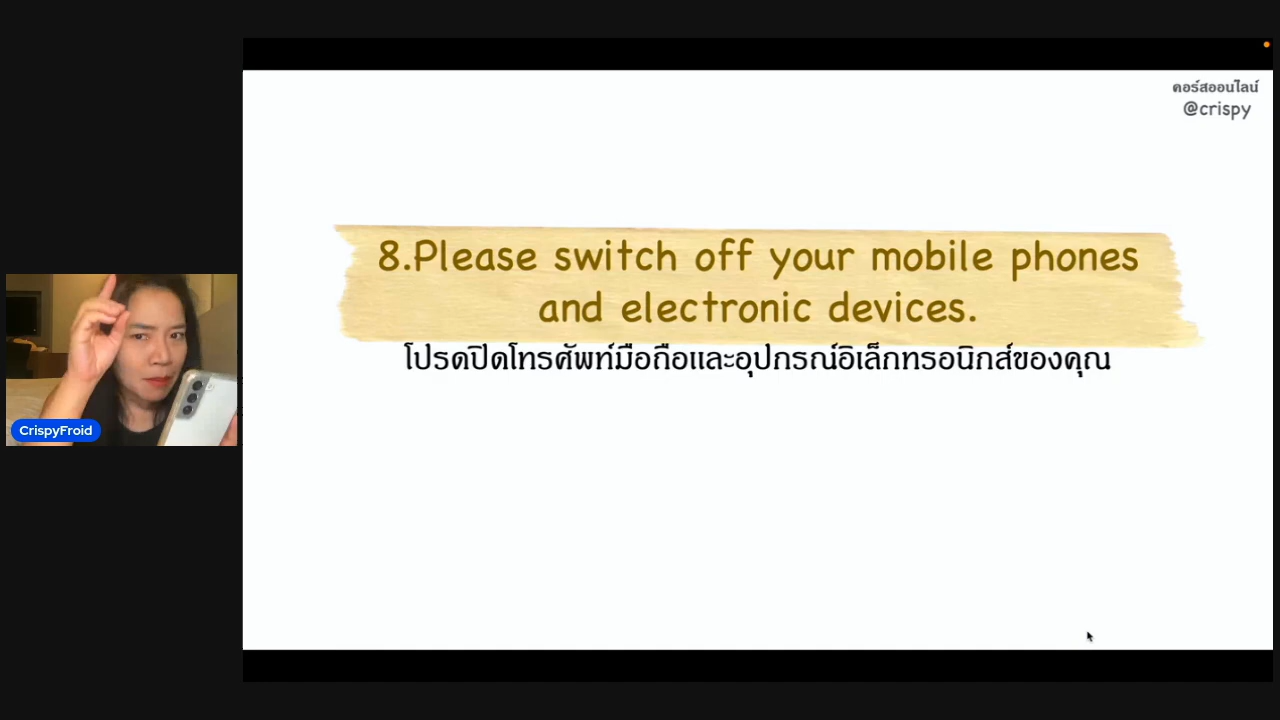 คอร์สออนไลน์
@crispy
8.Please switch off your mobile phones
and electronic devices.
โปรดปิดโทรศัพท์มือถือและอุปกรณ์อิเล็กทรอนิกส์ของคุณ
CrispyFroid